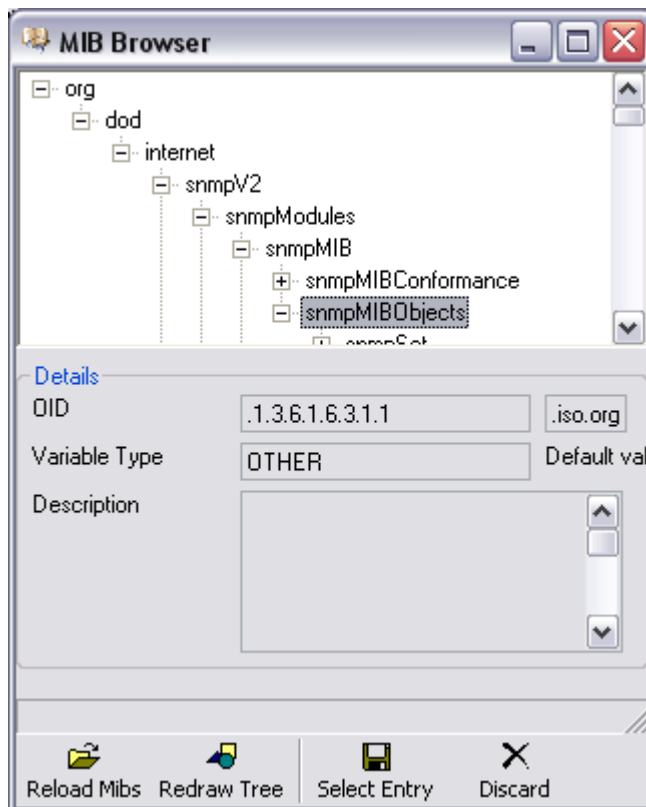 MIB Browser
org
dod
internet
snmpV2
snmpModules
snmpMIB
snmpMIBConformance
snmpMIBObjects
snmpSet
Details
OID .1.3.6.1.6.3.1.1 .iso.org
Variable Type OTHER Default val
Description
Reload Mibs Redraw Tree Select Entry Discard